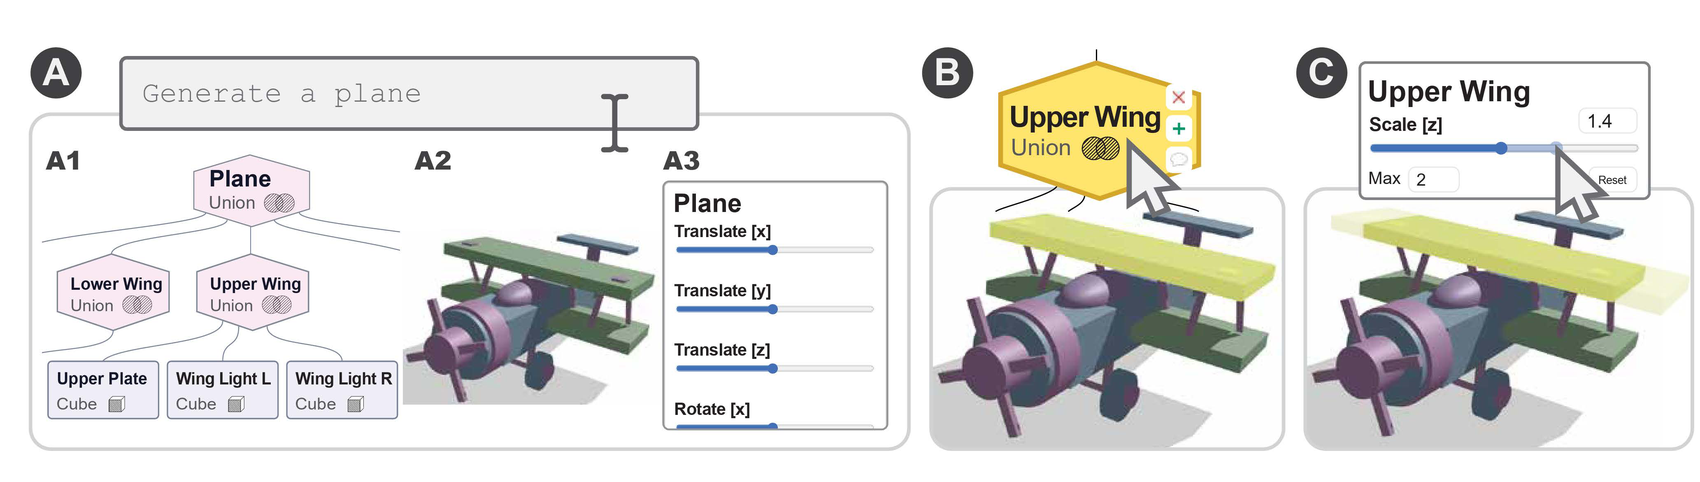 A
Generate a plane
A1
Plane
Union
Lower Wing
Union
Upper Wing
Union
Upper Plate
Cube
Wing Light L
Cube
Wing Light R
Cube
A2
A3
Plane
Translate [x]
Translate [y]
Translate [z]
Rotate [x]
B
Upper Wing
Union
C
Upper Wing
Scale [z]
1.4
Max 2
Reset